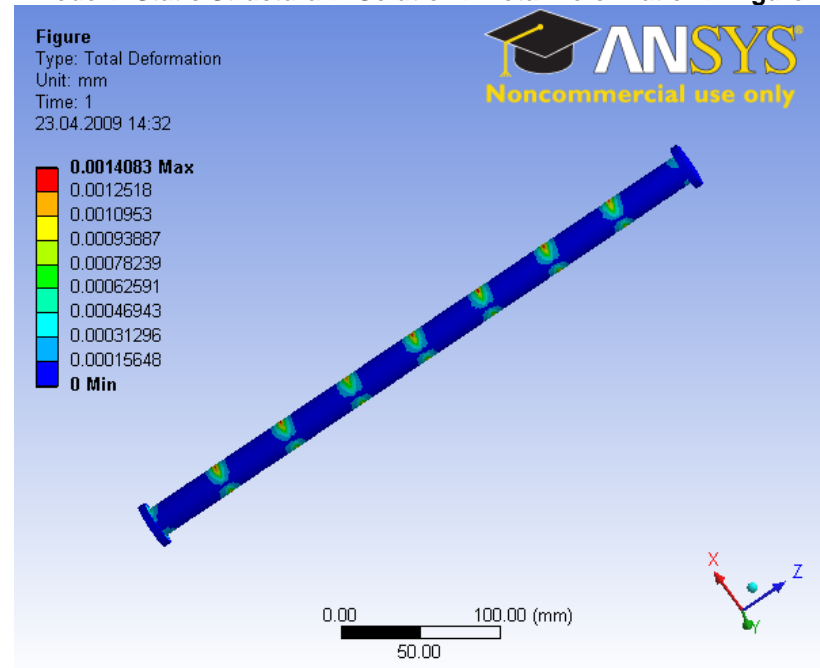 Figure
Type: Total Deformation
Unit: mm
Time: 1
23.04.2009 14:32
ANSYS
Noncommercial use only
0.0014083 Max
0.0012518
0.0010953
0.00093887
0.00078239
0.00062591
0.00046943
0.00031296
0.00015648
0 Min
X
Z
Y
0.00 100.00 (mm)
50.00